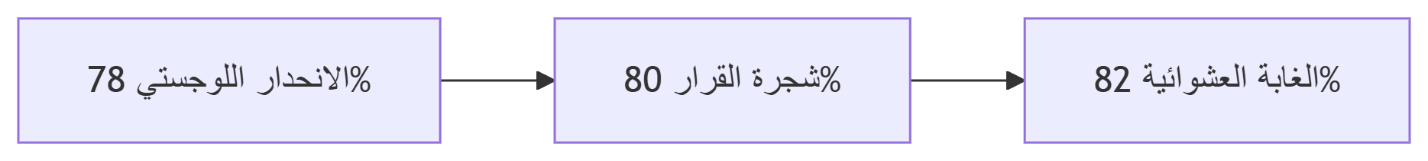 الانحدار اللوجستي 78%
شجرة القرار 80%
الغابة العشوائية 82%